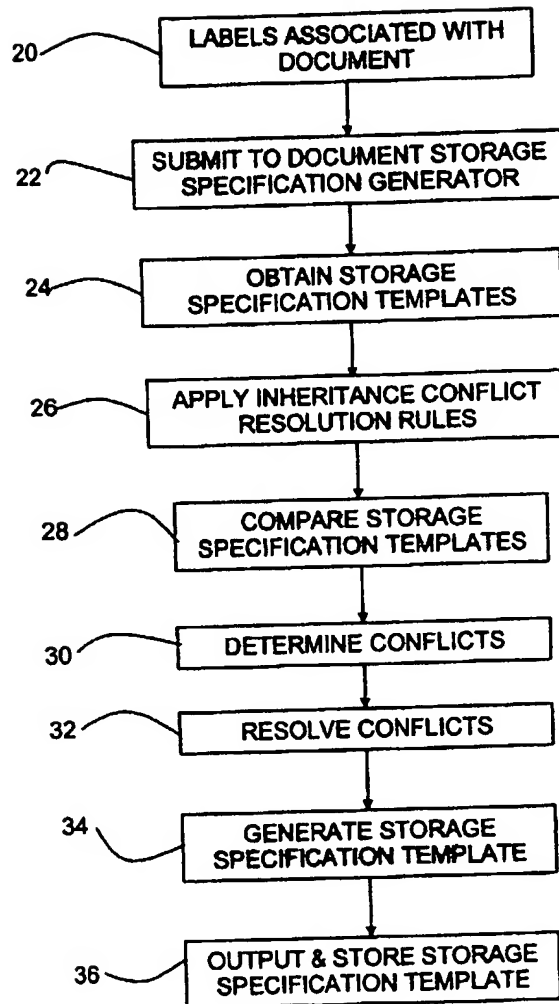 20
LABELS ASSOCIATED WITH
DOCUMENT
22
SUBMIT TO DOCUMENT STORAGE
SPECIFICATION GENERATOR
24
OBTAIN STORAGE
SPECIFICATION TEMPLATES
26
APPLY INHERITANCE CONFLICT
RESOLUTION RULES
28
COMPARE STORAGE
SPECIFICATION TEMPLATES
30
DETERMINE CONFLICTS
32
RESOLVE CONFLICTS
34
GENERATE STORAGE
SPECIFICATION TEMPLATE
36
OUTPUT & STORE STORAGE
SPECIFICATION TEMPLATE